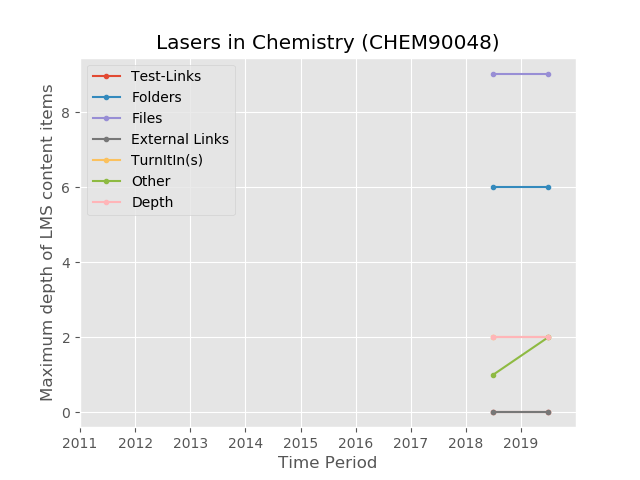 Lasers in Chemistry (CHEM90048)
Test-Links
Folders
Files
External Links
TurnItIn(s)
Other
Depth
Maximum depth of LMS content items
8
6
4
2
0
2011 2012 2013 2014 2015 2016 2017 2018 2019
Time Period